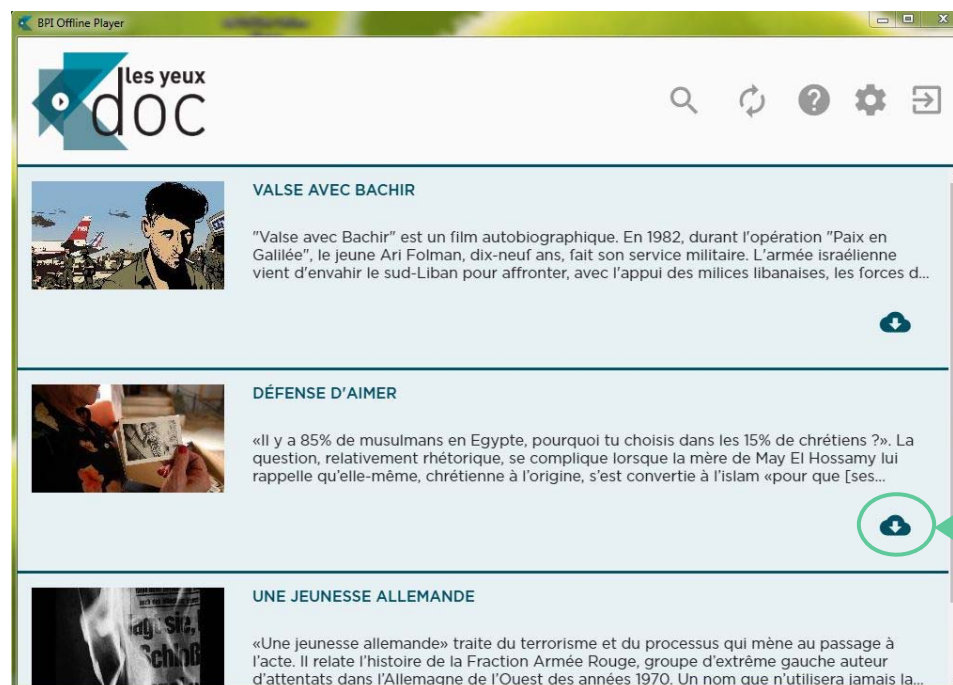 BPI Offline Player
les yeux
doc
VALSE AVEC BACHIR
"Valse avec Bachir" est un film autobiographique. En 1982, durant l'opération "Paix en
Galilée", le jeune Ari Folman, dix-neuf ans, fait son service militaire. L'armée israélienne
vient d'envahir le sud-Liban pour affronter, avec l'appui des milices libanaises, les forces d...
DÉFENSE D'AIMER
«Il y a 85% de musulmans en Egypte, pourquoi tu choisis dans les 15% de chrétiens ?». La
question, relativement rhétorique, se complique lorsque la mère de May El Hossamy lui
rappelle qu'elle-même, chrétienne à l'origine, s'est convertie à l'islam «pour que [ses...
UNE JEUNESSE ALLEMANDE
«Une jeunesse allemande» traite du terrorisme et du processus qui mène au passage à
l'acte. Il relate l'histoire de la Fraction Armée Rouge, groupe d'extrême gauche auteur
d'attentats dans l'Allemagne de l'Ouest des années 1970. Un nom que n'utilisera jamais la...